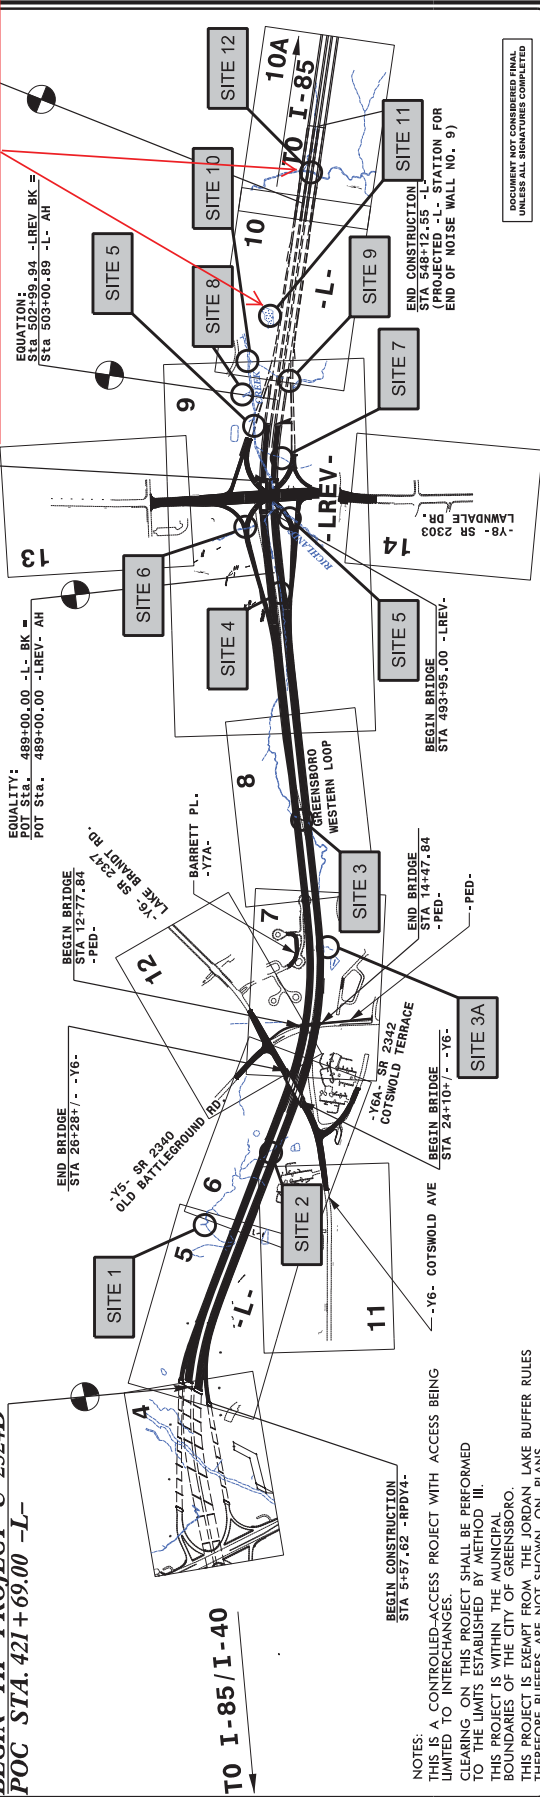 BEGIN TIP PROJECT U-2524D
POC STA. 421+69.00 -L-
TO I-85/I-40
BEGIN CONSTRUCTION
STA 5+57.62 -RPDY4-
NOTES:
THIS IS A CONTROLLED-ACCESS PROJECT WITH ACCESS BEING
LIMITED TO INTERCHANGES.
CLEARING ON THIS PROJECT SHALL BE PERFORMED
TO THE LIMITS ESTABLISHED BY METHOD III.
THIS PROJECT IS WITHIN THE MUNICIPAL
BOUNDARIES OF THE CITY OF GREENSBORO.
THIS PROJECT IS EXEMPT FROM THE JORDAN LAKE BUFFER RULES
THEREFORE BUFFERS ARE NOT SHOWN ON PLANS
4
5
6
-L-
11
SITE 1
SITE 2
-Y6- COTSWOLD AVE
END BRIDGE
STA 26+28+/- -Y6-
-Y5- SR 2340
OLD BATTLEGROUND RD.
BEGIN BRIDGE
STA 12+77.84
-PED-
-Y6- SR 2347
LAKE BRANDT RD.
12
7
BARRETT PL.
-Y7A-
-Y6A- SR 2342
COTSWOLD TERRACE
BEGIN BRIDGE
STA 24+10+/- -Y6-
SITE 3A
-PED-
END BRIDGE
STA 14+47.84
-PED-
SITE 3
GREENSBORO
WESTERN LOOP
8
EQUALITY:
POT Sta. 489+00.00 -L- BK =
POT Sta. 489+00.00 -LREV- AH
SITE 4
SITE 6
BEGIN BRIDGE
STA 493+95.00 -LREV-
SITE 5
RICHLAND
CREEK
13
14
-Y8- SR 2303
LAWNDALE DR.
-LREV-
9
SITE 7
SITE 5
EQUATION:
Sta 502+99.94 -LREV BK =
Sta 503+00.89 -L- AH
SITE 8
SITE 9
SITE 10
10
-L-
END CONSTRUCTION
STA 548+12.55 -L-
(PROJECTED -L- STATION FOR
END OF NOISE WALL NO. 9)
SITE 11
SITE 12
10A
TO I-85
DOCUMENT NOT CONSIDERED FINAL
UNLESS ALL SIGNATURES COMPLETED